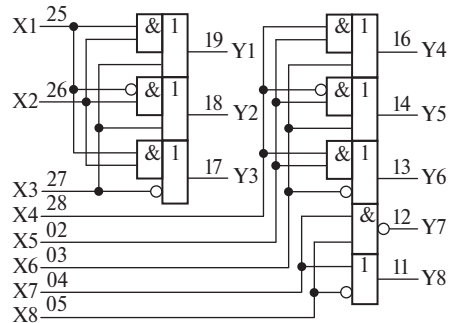 X1 25
& 1 19 Y1
X2 26
& 1 18 Y2
& 1 17 Y3
X3 27
X4 28
X5 02
X6 03
X7 04
X8 05
& 1 16 Y4
& 1 14 Y5
& 1 13 Y6
& 12 Y7
1 11 Y8